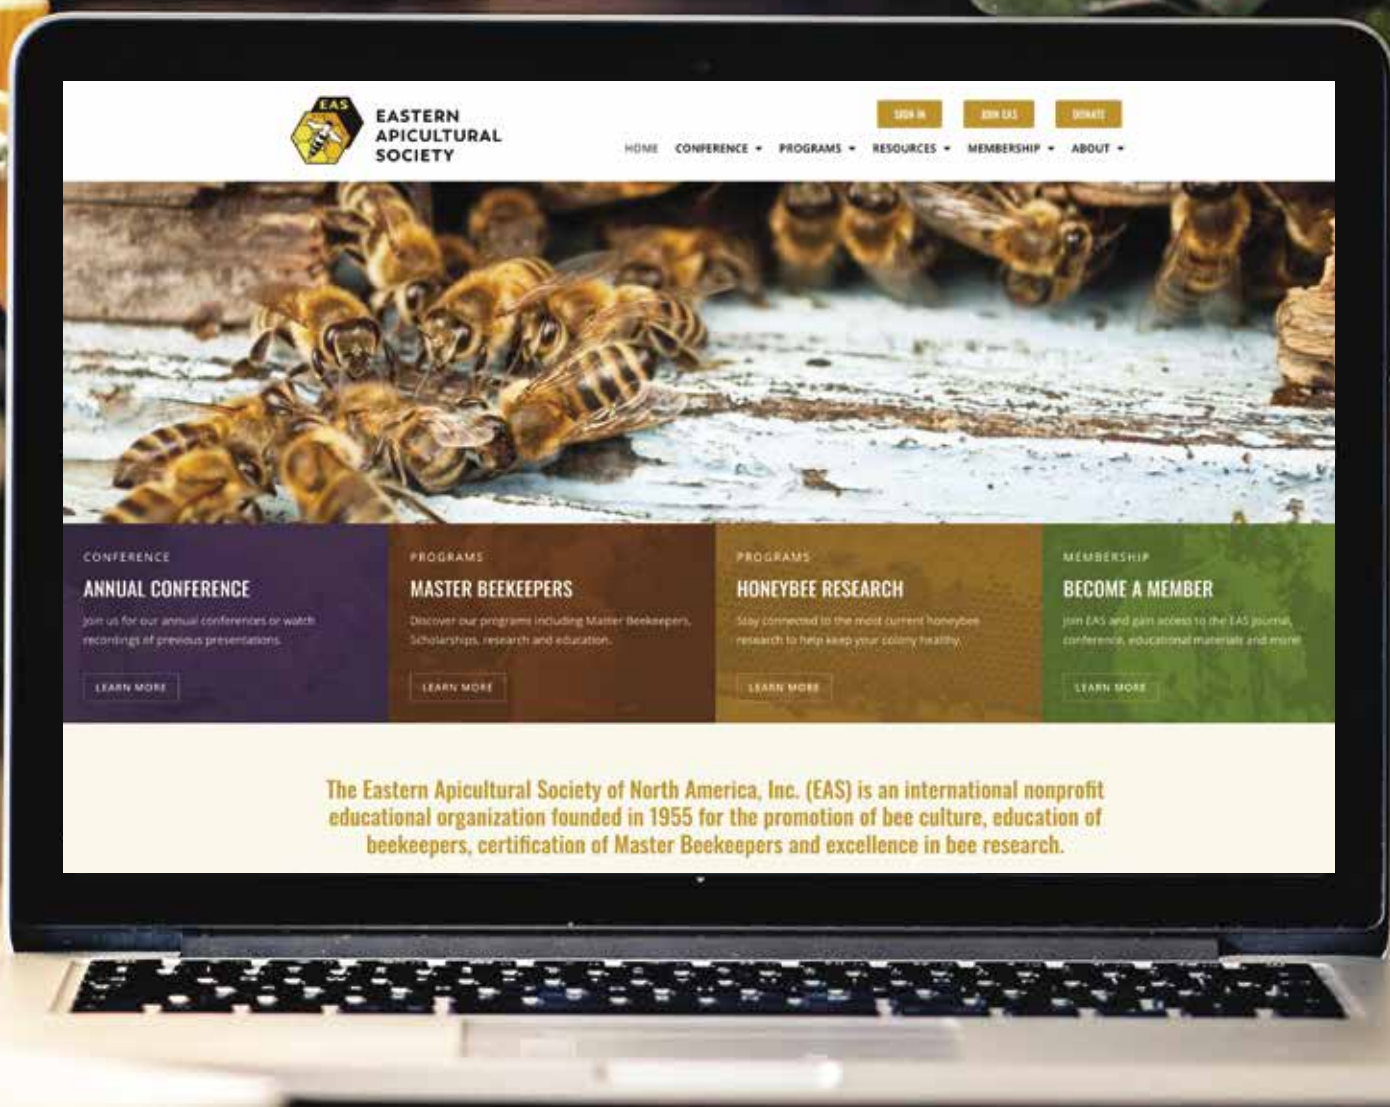 EAS
EASTERN
APICULTURAL
SOCIETY
SIGN IN
JOIN EAS
DONATE
HOME CONFERENCE PROGRAMS RESOURCES MEMBERSHIP ABOUT
CONFERENCE
ANNUAL CONFERENCE
Join us for our annual conferences or watch
recordings of previous presentations.
LEARN MORE
PROGRAMS
MASTER BEEKEEPERS
Discover our programs including Master Beekeepers,
Scholarships, research and education.
LEARN MORE
PROGRAMS
HONEYBEE RESEARCH
Stay connected to the most current honeybee
research to help keep your colony healthy.
LEARN MORE
MEMBERSHIP
BECOME A MEMBER
Join EAS and gain access to the EAS Journal,
conference, educational materials and more!
LEARN MORE
The Eastern Apicultural Society of North America, Inc. (EAS) is an international nonprofit
educational organization founded in 1955 for the promotion of bee culture, education of
beekeepers, certification of Master Beekeepers and excellence in bee research.